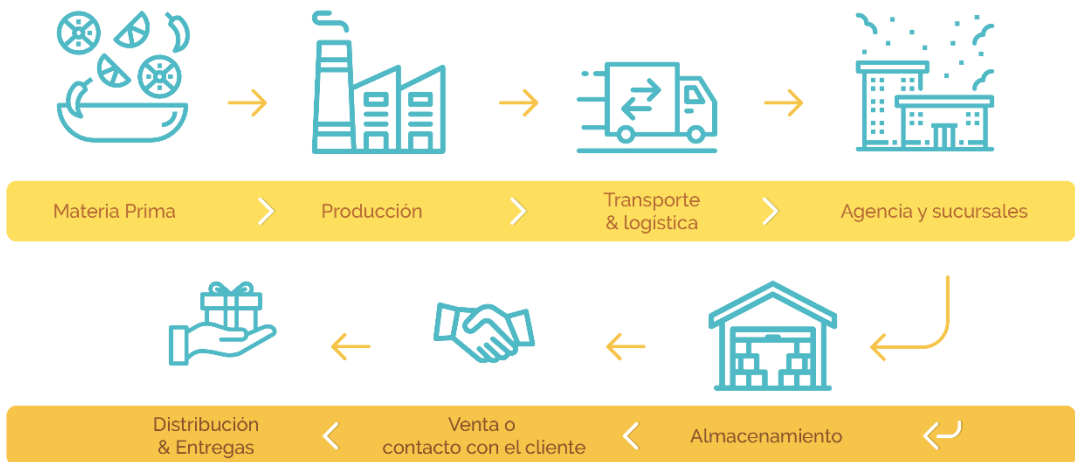 Materia Prima
Producción
Transporte
& logística
Agencia y sucursales
Distribución
& Entregas
Venta o
contacto con el cliente
Almacenamiento